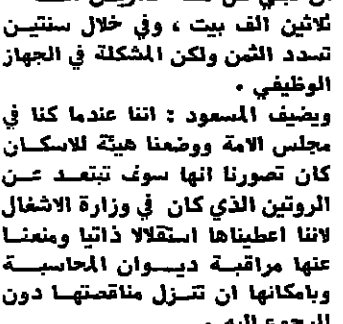 ثلاثين الف بيت ، وفي خلال سنتين
تسدد الثمن ولكن المشكلة في الجهاز
الوظيفي .
ويضيف المسعود : اننا عندما كنا في
مجلس الامة ووضعنا هيئة للاسكان
كان تصورنا انها سوف تبتعد عن
الروتين الذي كان في وزارة الاشغال
لاننا اعطيناها استقلالا ذاتيا ومنعنا
عنها مراقبة ديوان المحاسبة
وبامكانها ان تنزل مناقصتها دون